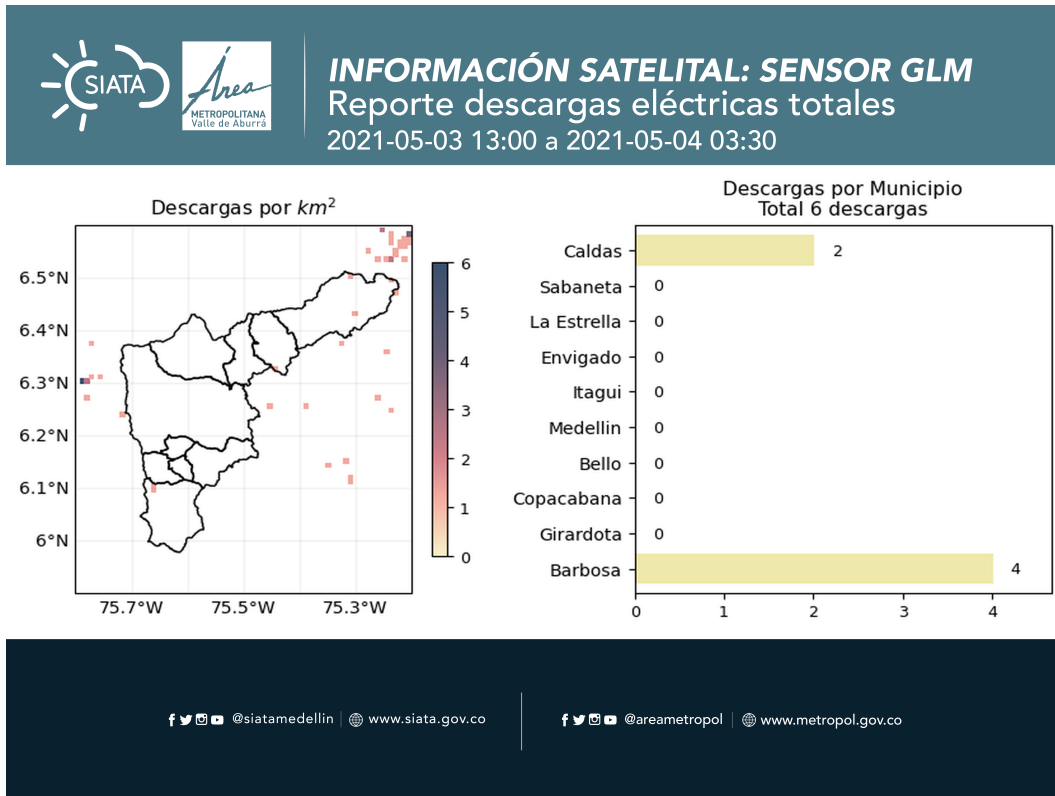 SIATA
Área
METROPOLITANA
Valle de Aburrá
INFORMACIÓN SATELITAL: SENSOR GLM
Reporte descargas eléctricas totales
2021-05-03 13:00 a 2021-05-04 03:30
Descargas por km²
6.5°N
6.4°N
6.3°N
6.2°N
6.1°N
6°N
75.7°W 75.5°W 75.3°W
6
5
4
3
2
1
0
Descargas por Municipio
Total 6 descargas
Caldas 2
Sabaneta 0
La Estrella 0
Envigado 0
Itagui 0
Medellin 0
Bello 0
Copacabana 0
Girardota 0
Barbosa 4
0 1 2 3 4
@siatamedellin www.siata.gov.co
@areametropol www.metropol.gov.co